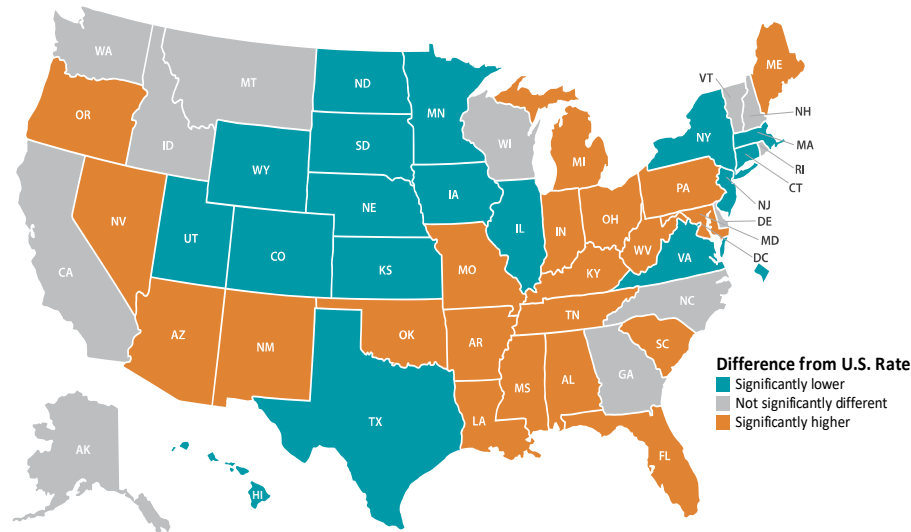 WA
MT
ND
MN
ME
VT
NH
OR
ID
SD
WI
NY
MA
MI
RI
WY
CT
IA
PA
NE
NJ
NV
OH
IN
IL
DE
UT
MD
CO
WV
VA
DC
CA
KS
MO
KY
NC
TN
OK
AZ
NM
AR
SC
Difference from U.S. Rate
GA
Significantly lower
MS
AL
Not significantly different
LA
TX
Significantly higher
AK
FL
HI